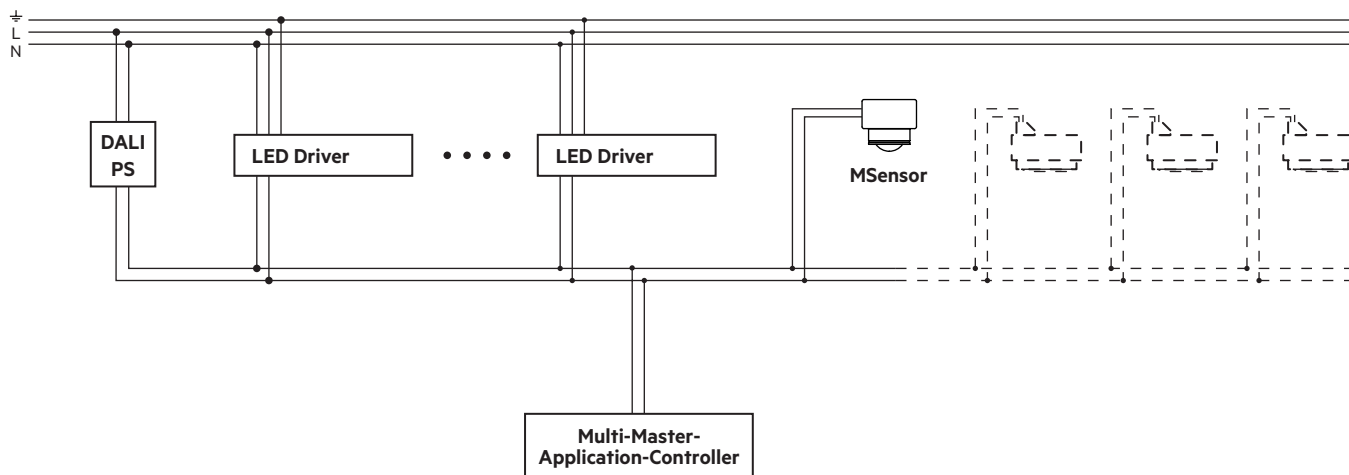 L
N
DALI
PS
LED Driver
LED Driver
MSensor
Multi-Master-
Application-Controller